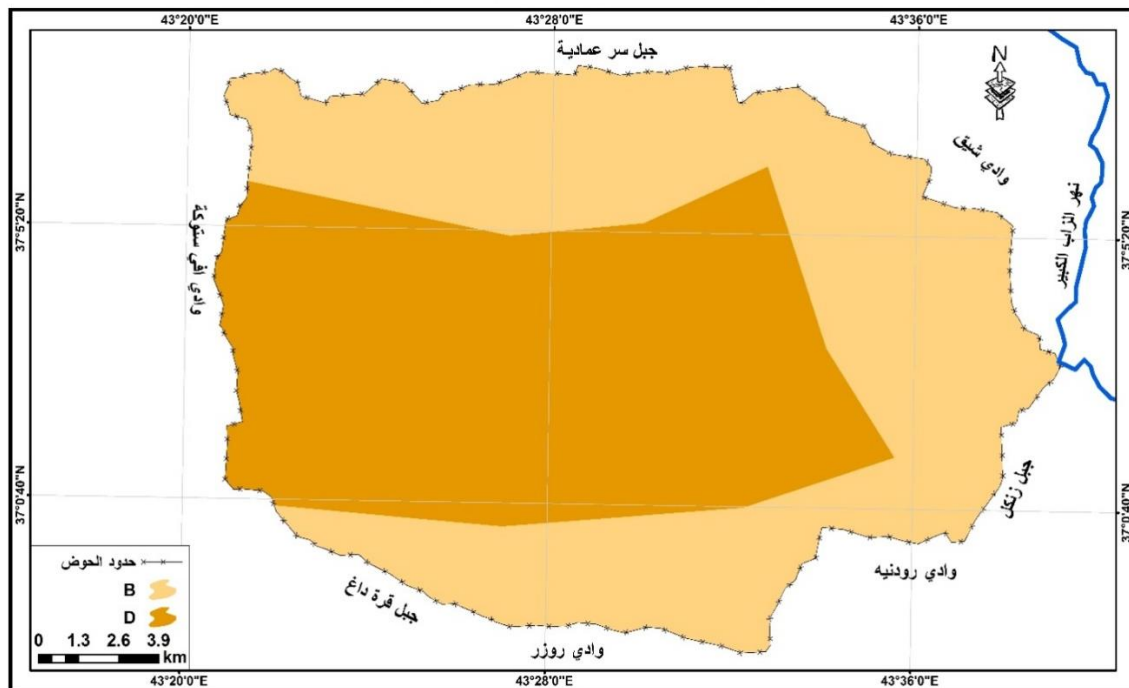 43°20'0"E 43°28'0"E 43°36'0"E
جبل سر عمادية
N
وادي شيق
نهر الزاب الكبير
37°5'20"N
37°5'20"N
وادي افي ستوكة
37°0'40"N
37°0'40"N
جبل زنكل
وادي رودنيه
جبل قرة داغ
وادي روزر
حدود الحوض
B
D
0 1.3 2.6 3.9
km
43°20'0"E 43°28'0"E 43°36'0"E